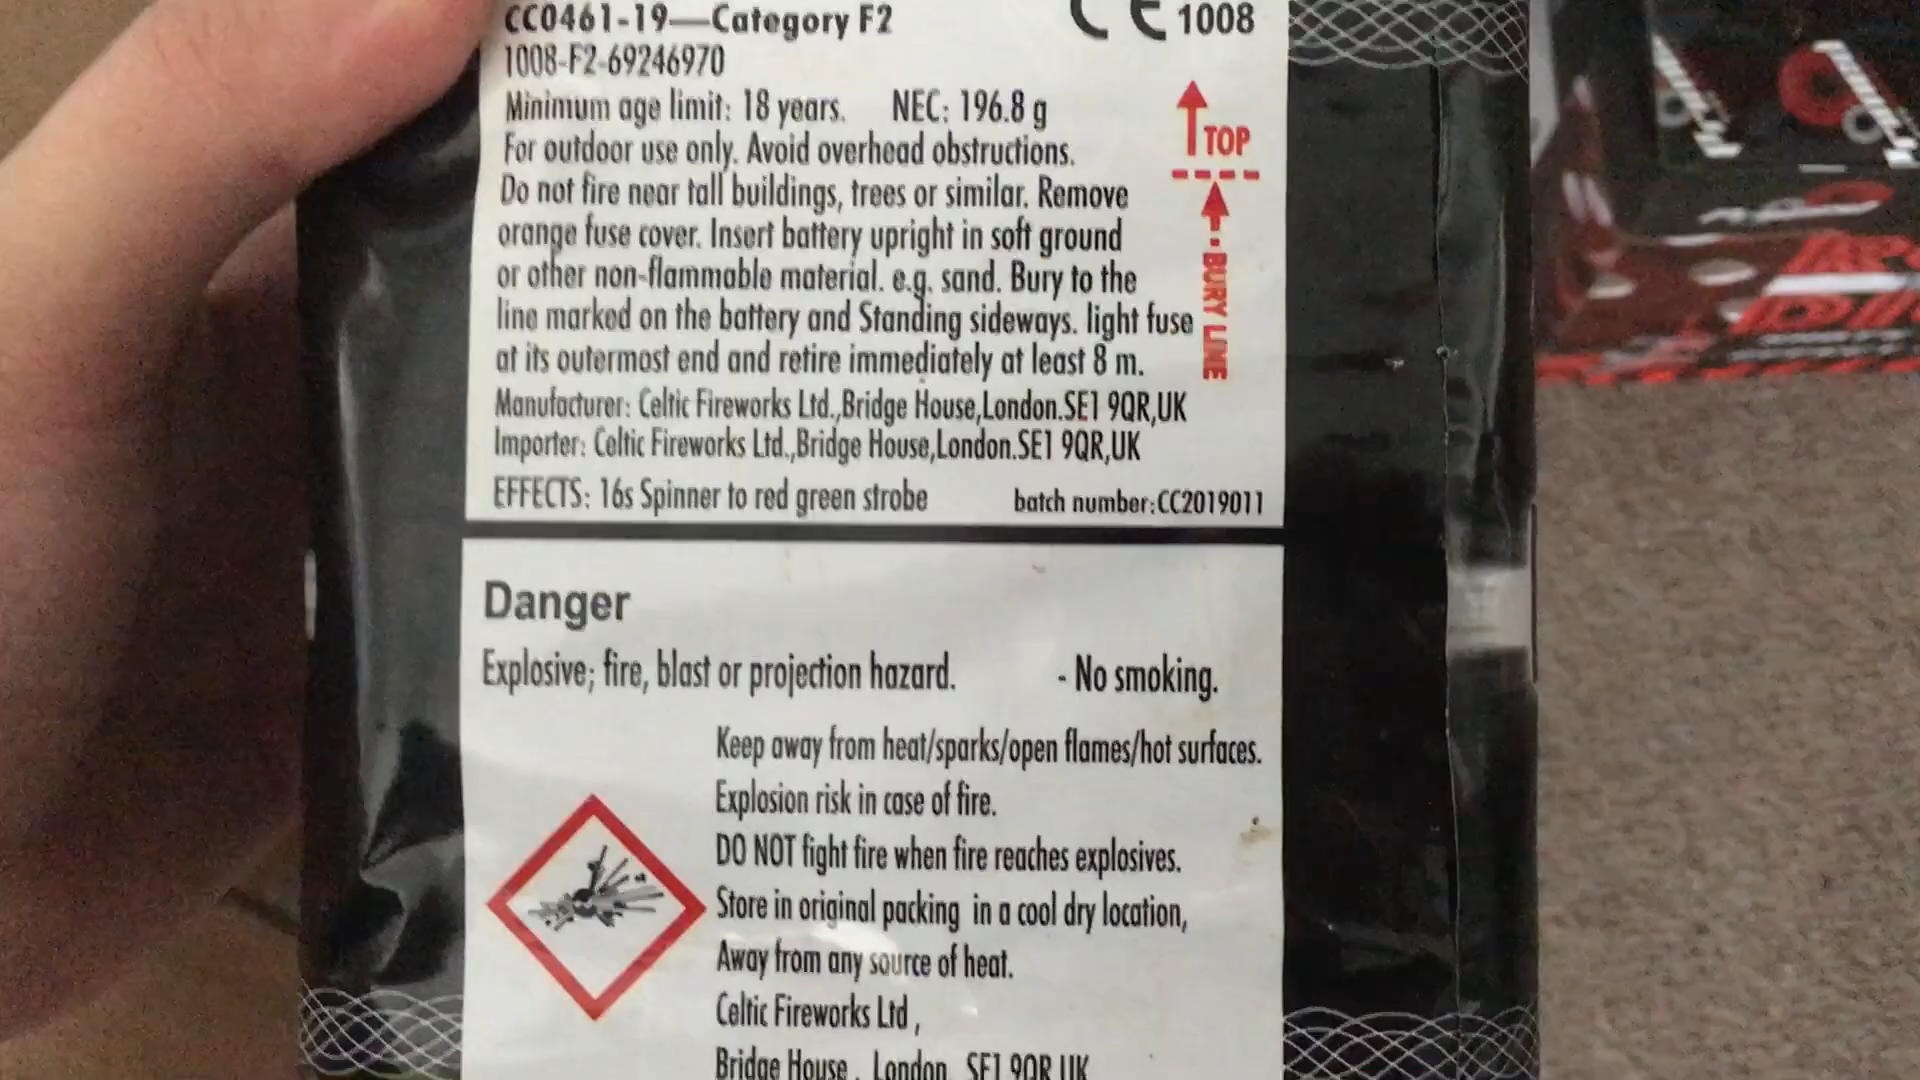 CC0461-19—Category F2
CE 1008
1008-F2-69246970
Minimum age limit: 18 years. NEC: 196.8 g
For outdoor use only. Avoid overhead obstructions.
Do not fire near tall buildings, trees or similar. Remove
orange fuse cover. Insert battery upright in soft ground
or other non-flammable material. e.g. sand. Bury to the
line marked on the battery and Standing sideways. light fuse
at its outermost end and retire immediately at least 8 m.
TOP
BURY LINE
Manufacturer: Celtic Fireworks Ltd.,Bridge House,London.SE1 9QR,UK
Importer: Celtic Fireworks Ltd.,Bridge House,London.SE1 9QR,UK
EFFECTS: 16s Spinner to red green strobe
batch number:CC2019011
Danger
Explosive; fire, blast or projection hazard. - No smoking.
Keep away from heat/sparks/open flames/hot surfaces.
Explosion risk in case of fire.
DO NOT fight fire when fire reaches explosives.
Store in original packing in a cool dry location,
Away from any source of heat.
Celtic Fireworks Ltd ,
Bridge House , London SE1 9QR UK